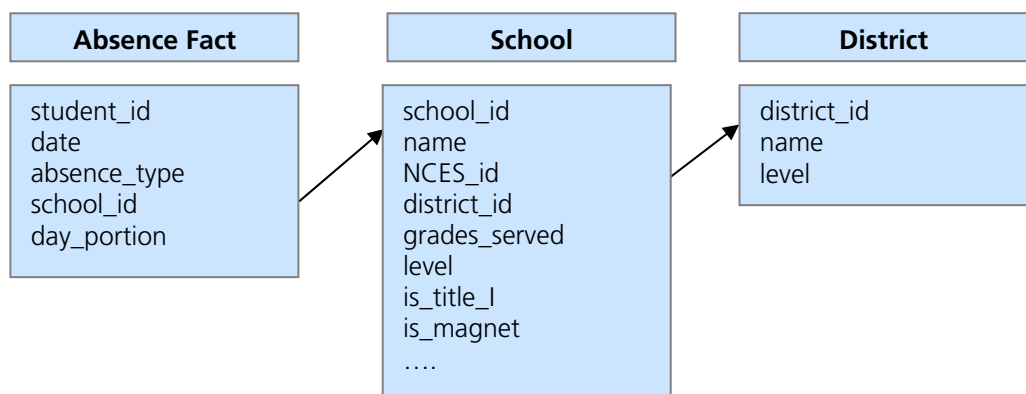 Absence Fact
student_id
date
absence_type
school_id
day_portion
School
school_id
name
NCES_id
district_id
grades_served
level
is_title_I
is_magnet
....
District
district_id
name
level